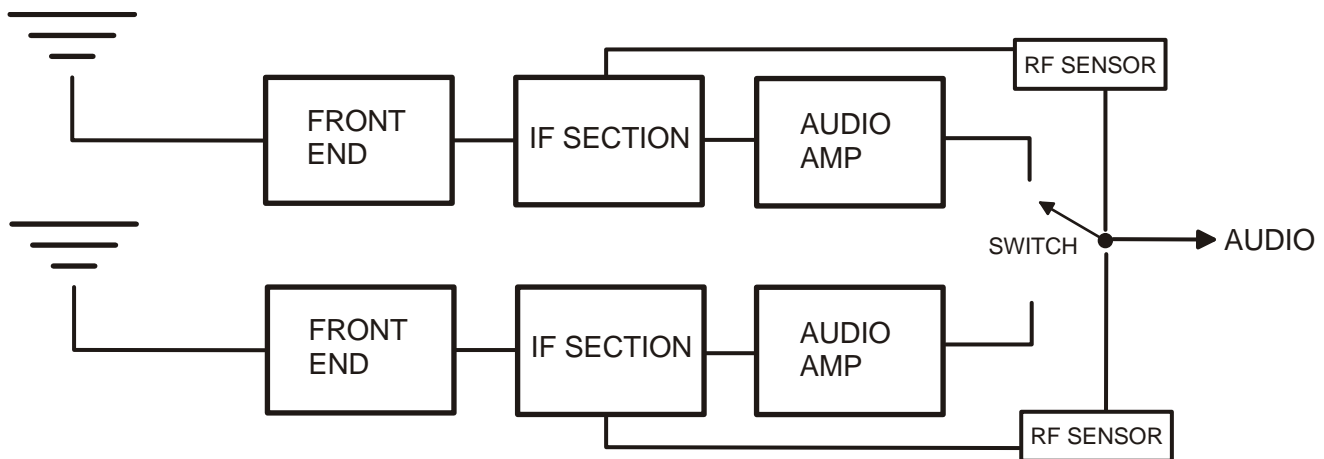 RF SENSOR
FRONT
END
IF SECTION
AUDIO
AMP
SWITCH
AUDIO
FRONT
END
IF SECTION
AUDIO
AMP
RF SENSOR